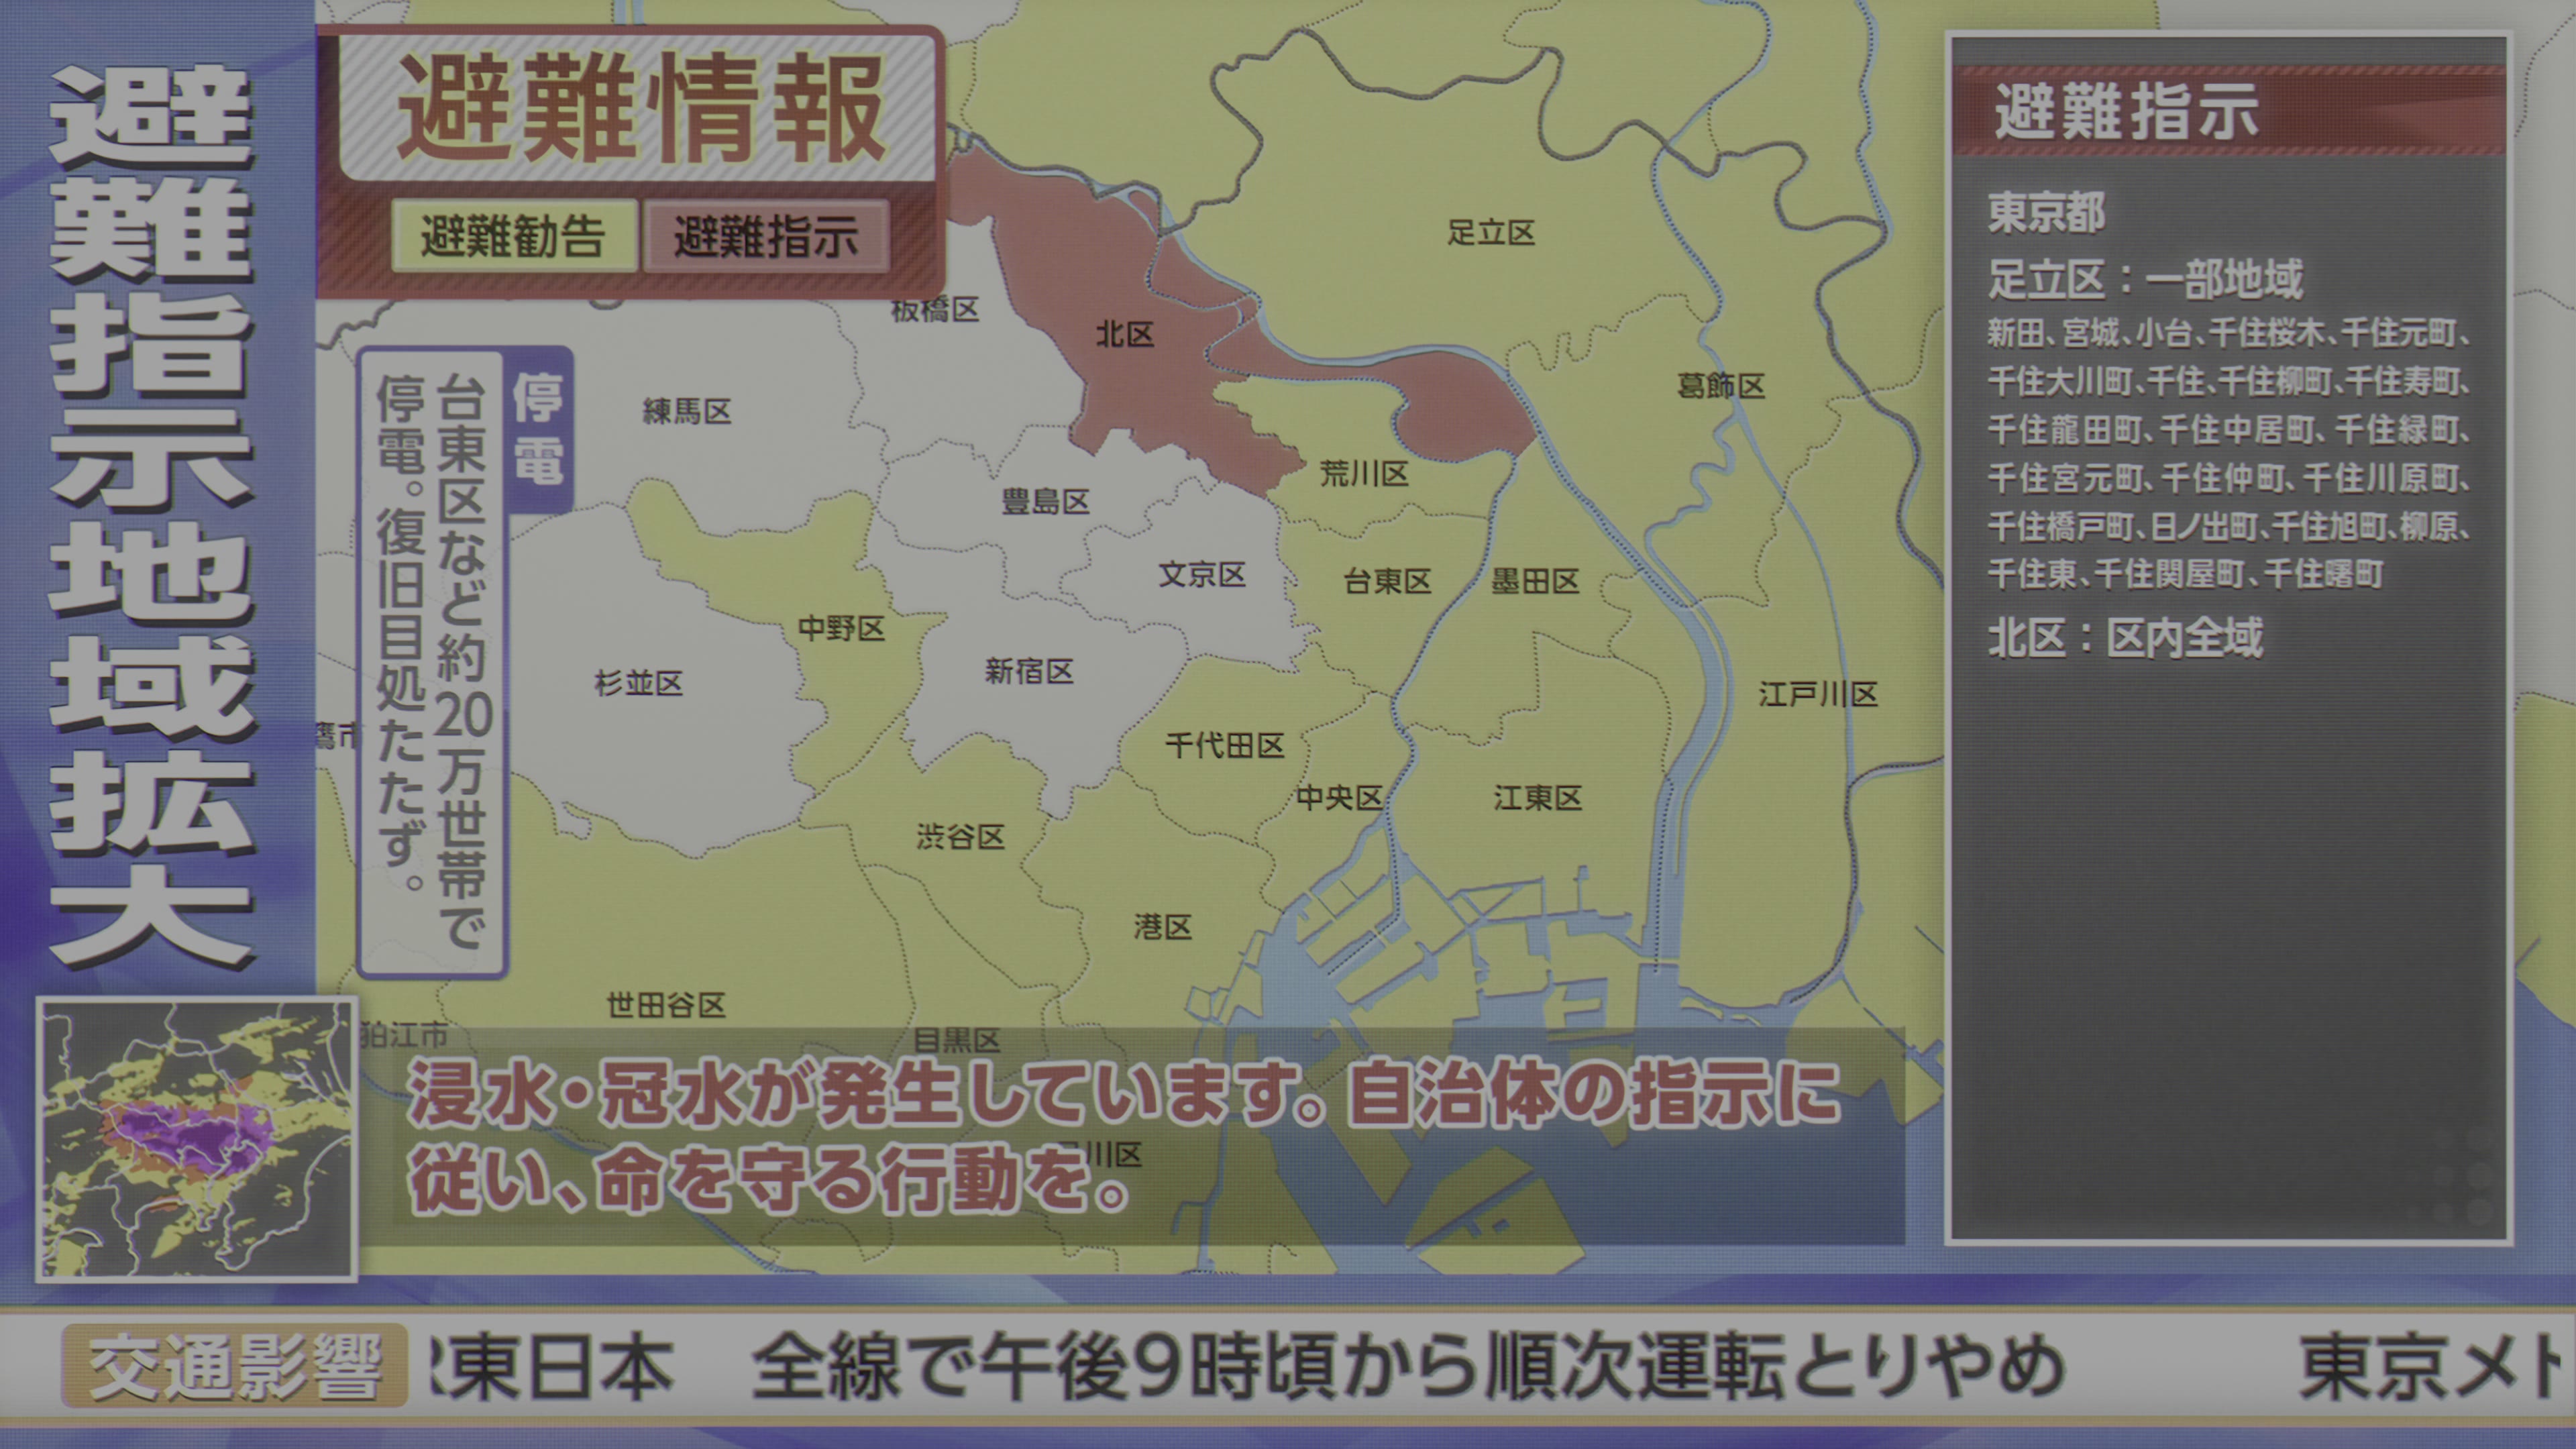 避難指示地域拡大
避難情報
避難勧告
避難指示
停電
台東区など約20万世帯で
停電。復旧目処たたず。
板橋区
北区
足立区
練馬区
葛飾区
荒川区
豊島区
文京区
台東区
墨田区
中野区
杉並区
新宿区
江戸川区
鷹市
千代田区
中央区
江東区
渋谷区
港区
世田谷区
狛江市
目黒区
川区
浸水・冠水が発生しています。自治体の指示に
従い、命を守る行動を。
避難指示
東京都
足立区：一部地域
新田、宮城、小台、千住桜木、千住元町、
千住大川町、千住、千住柳町、千住寿町、
千住龍田町、千住中居町、千住緑町、
千住宮元町、千住仲町、千住川原町、
千住橋戸町、日ノ出町、千住旭町、柳原、
千住東、千住関屋町、千住曙町
北区：区内全域
交通影響
東日本　全線で午後9時頃から順次運転とりやめ　東京メト